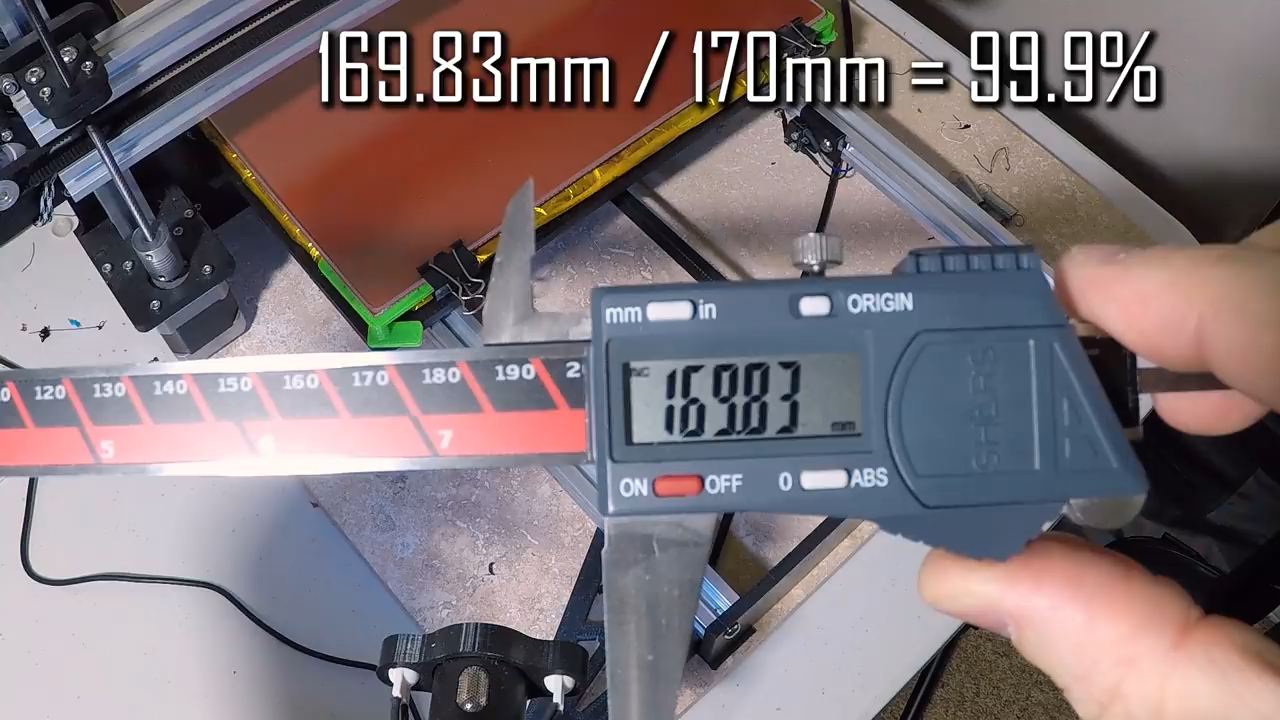 169.83mm / 170mm = 99.9%
mm in ORIGIN
169.83
mm
120 130 140 150 160 170 180 190
5 6 7
ON OFF 0 ABS